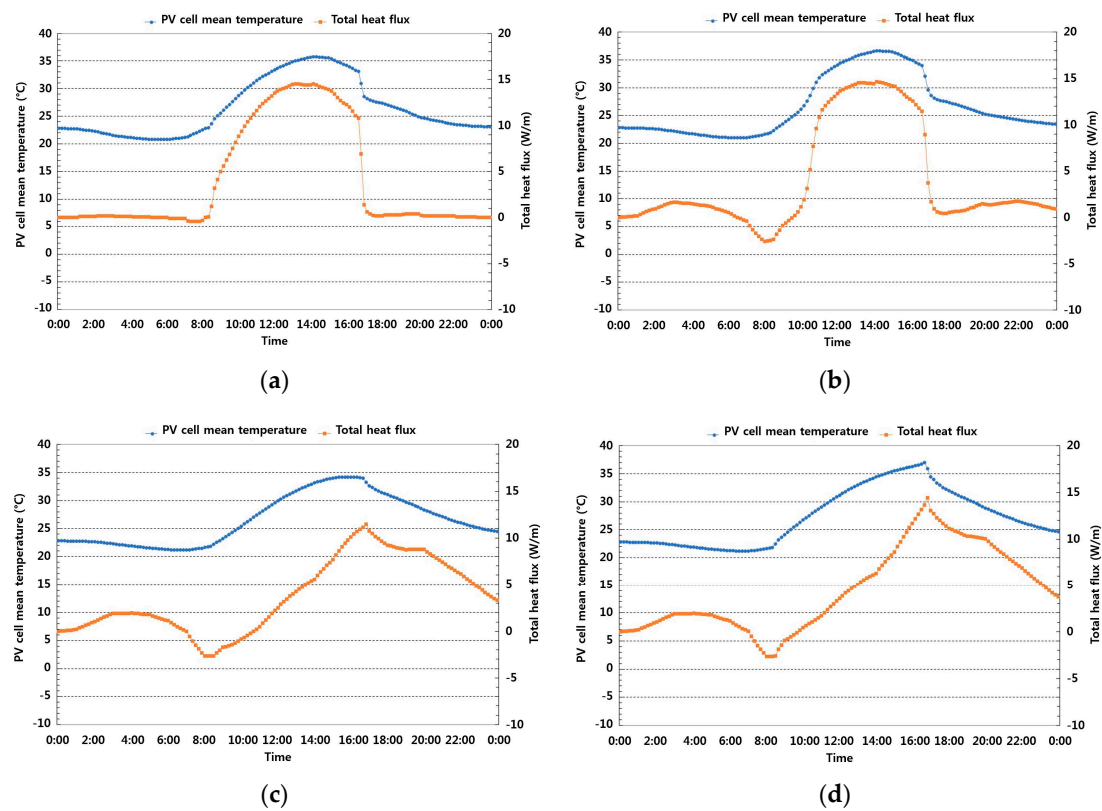 PV cell mean temperature Total heat flux
40 35 30 25 20 15 10 5 0 -5 -10
PV cell mean temperature (°C)
20 15 10 5 0 -5 -10
Total heat flux (W/m)
0:00 2:00 4:00 6:00 8:00 10:00 12:00 14:00 16:00 18:00 20:00 22:00 0:00
Time
(a)
PV cell mean temperature Total heat flux
40 35 30 25 20 15 10 5 0 -5 -10
PV cell mean temperature (°C)
20 15 10 5 0 -5 -10
Total heat flux (W/m)
0:00 2:00 4:00 6:00 8:00 10:00 12:00 14:00 16:00 18:00 20:00 22:00 0:00
Time
(b)
PV cell mean temperature Total heat flux
40 35 30 25 20 15 10 5 0 -5 -10
PV cell mean temperature (°C)
20 15 10 5 0 -5 -10
Total heat flux (W/m)
0:00 2:00 4:00 6:00 8:00 10:00 12:00 14:00 16:00 18:00 20:00 22:00 0:00
Time
(c)
PV cell mean temperature Total heat flux
40 35 30 25 20 15 10 5 0 -5 -10
PV cell mean temperature (°C)
20 15 10 5 0 -5 -10
Total heat flux (W/m)
0:00 2:00 4:00 6:00 8:00 10:00 12:00 14:00 16:00 18:00 20:00 22:00 0:00
Time
(d)